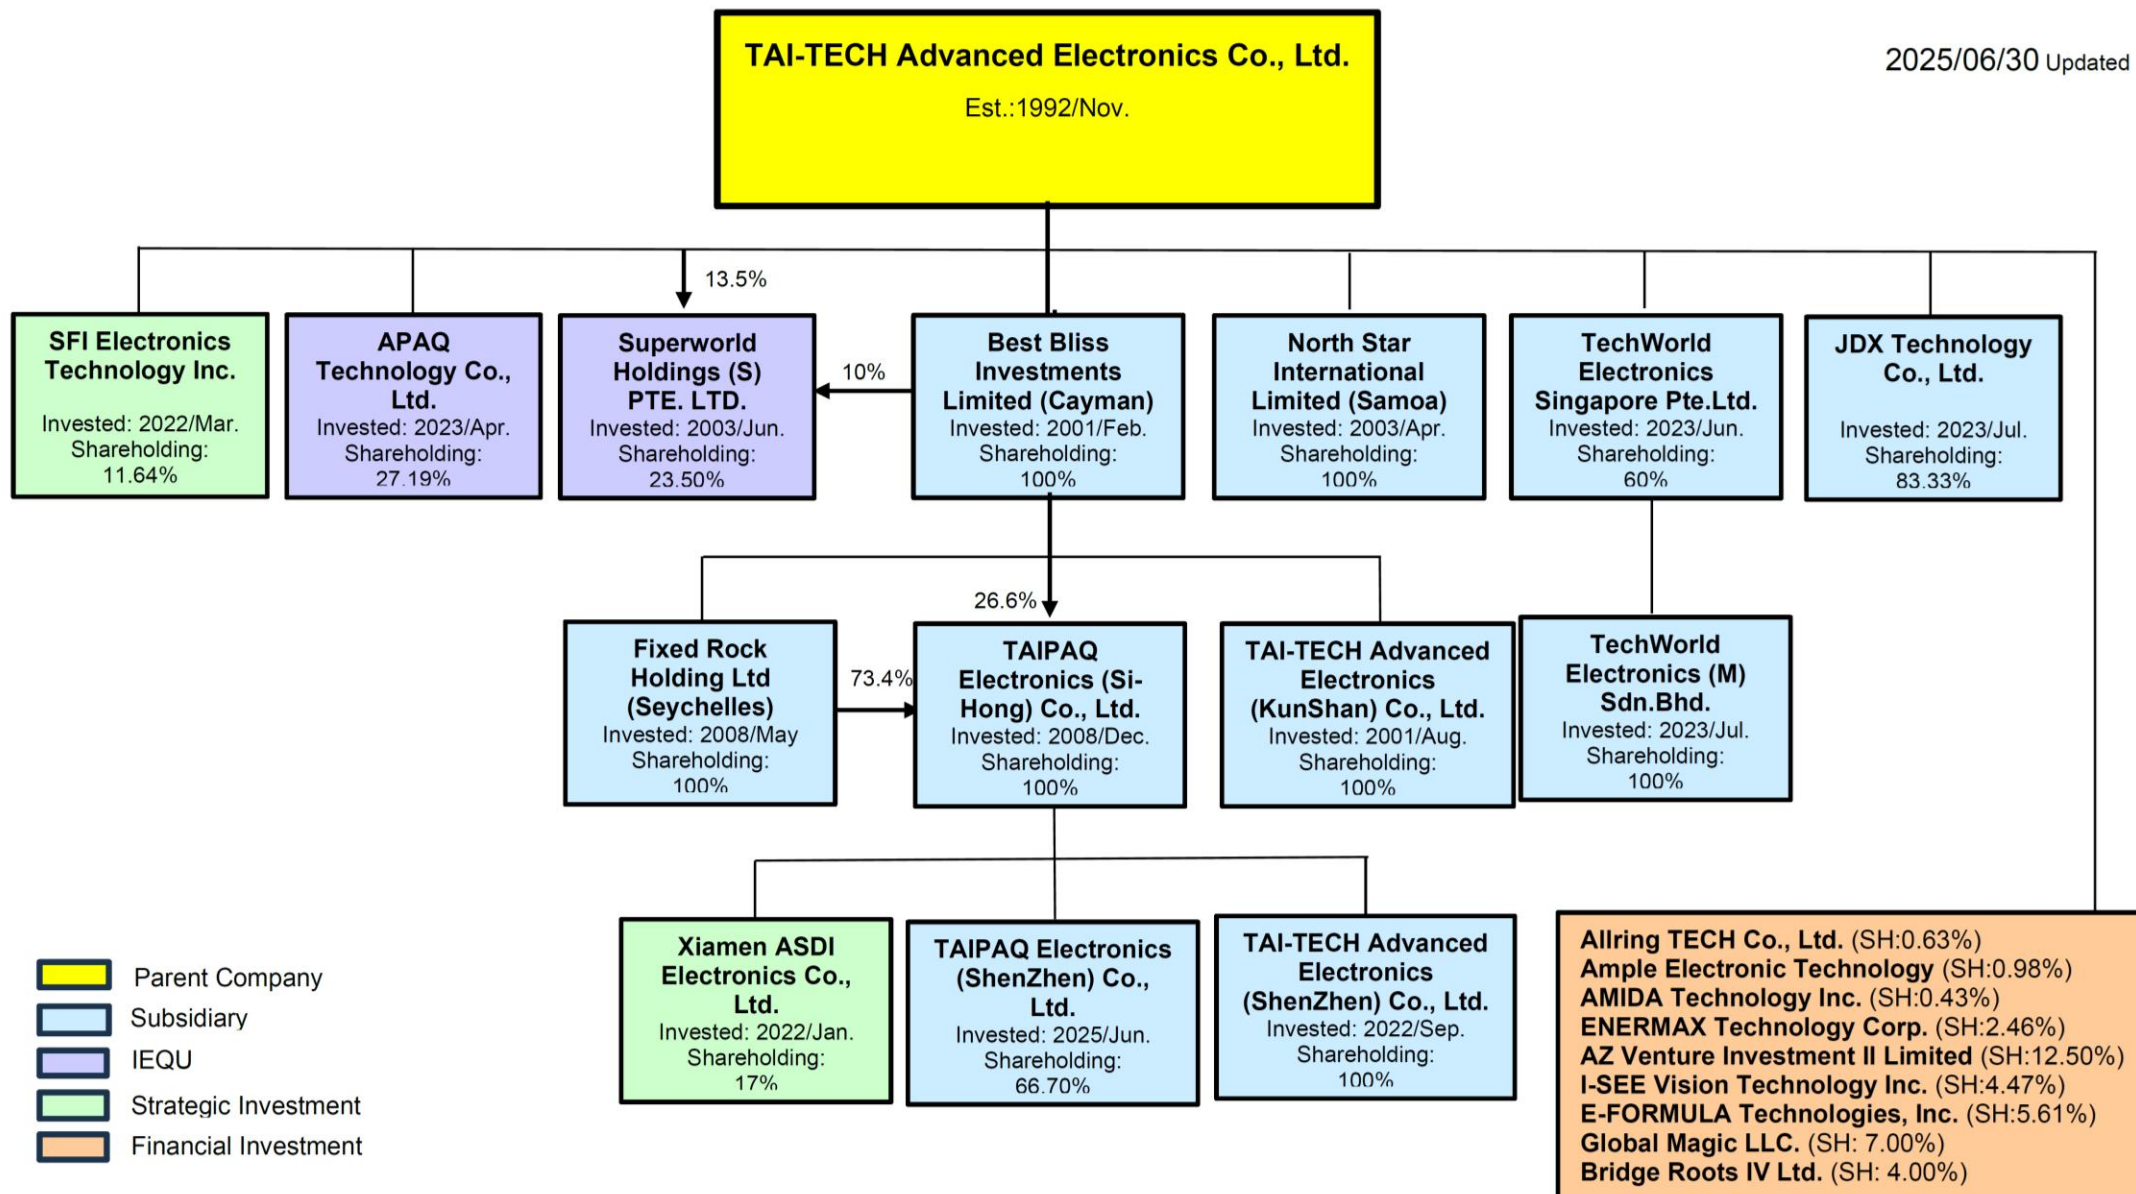 TAI-TECH Advanced Electronics Co., Ltd.
Est.:1992/Nov.
2025/06/30 Updated
13.5%
SFI Electronics
Technology Inc.
Invested: 2022/Mar.
Shareholding:
11.64%
APAQ
Technology Co.,
Ltd.
Invested: 2023/Apr.
Shareholding:
27.19%
Superworld
Holdings (S)
PTE. LTD.
Invested: 2003/Jun.
Shareholding:
23.50%
10%
Best Bliss
Investments
Limited (Cayman)
Invested: 2001/Feb.
Shareholding:
100%
North Star
International
Limited (Samoa)
Invested: 2003/Apr.
Shareholding:
100%
TechWorld
Electronics
Singapore Pte.Ltd.
Invested: 2023/Jun.
Shareholding:
60%
JDX Technology
Co., Ltd.
Invested: 2023/Jul.
Shareholding:
83.33%
26.6%
Fixed Rock
Holding Ltd
(Seychelles)
Invested: 2008/May
Shareholding:
100%
73.4%
TAIPAQ
Electronics (Si-
Hong) Co., Ltd.
Invested: 2008/Dec.
Shareholding:
100%
TAI-TECH Advanced
Electronics
(KunShan) Co., Ltd.
Invested: 2001/Aug.
Shareholding:
100%
TechWorld
Electronics (M)
Sdn.Bhd.
Invested: 2023/Jul.
Shareholding:
100%
Xiamen ASDI
Electronics Co.,
Ltd.
Invested: 2022/Jan.
Shareholding:
17%
TAIPAQ Electronics
(ShenZhen) Co.,
Ltd.
Invested: 2025/Jun.
Shareholding:
66.70%
TAI-TECH Advanced
Electronics
(ShenZhen) Co., Ltd.
Invested: 2022/Sep.
Shareholding:
100%
Allring TECH Co., Ltd. (SH:0.63%)
Ample Electronic Technology (SH:0.98%)
AMIDA Technology Inc. (SH:0.43%)
ENERMAX Technology Corp. (SH:2.46%)
AZ Venture Investment II Limited (SH:12.50%)
I-SEE Vision Technology Inc. (SH:4.47%)
E-FORMULA Technologies, Inc. (SH:5.61%)
Global Magic LLC. (SH: 7.00%)
Bridge Roots IV Ltd. (SH: 4.00%)
Parent Company
Subsidiary
IEQU
Strategic Investment
Financial Investment